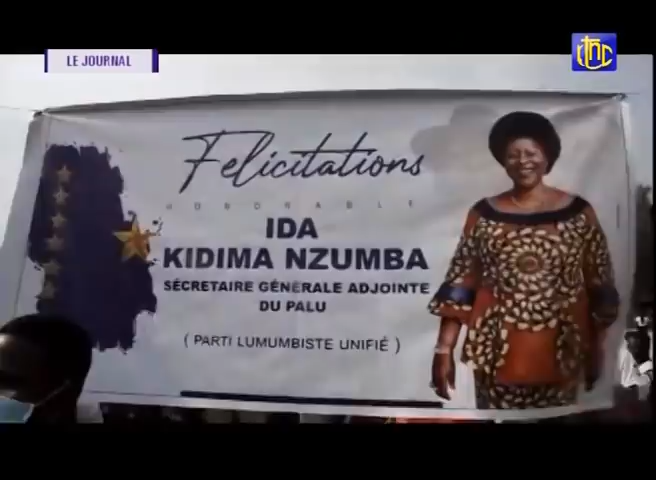 LE JOURNAL
Felicitations
HONORABLE
IDA
KIDIMA NZUMBA
SÉCRETAIRE GÉNÉRALE ADJOINTE
DU PALU
( PARTI LUMUMBISTE UNIFIÉ )